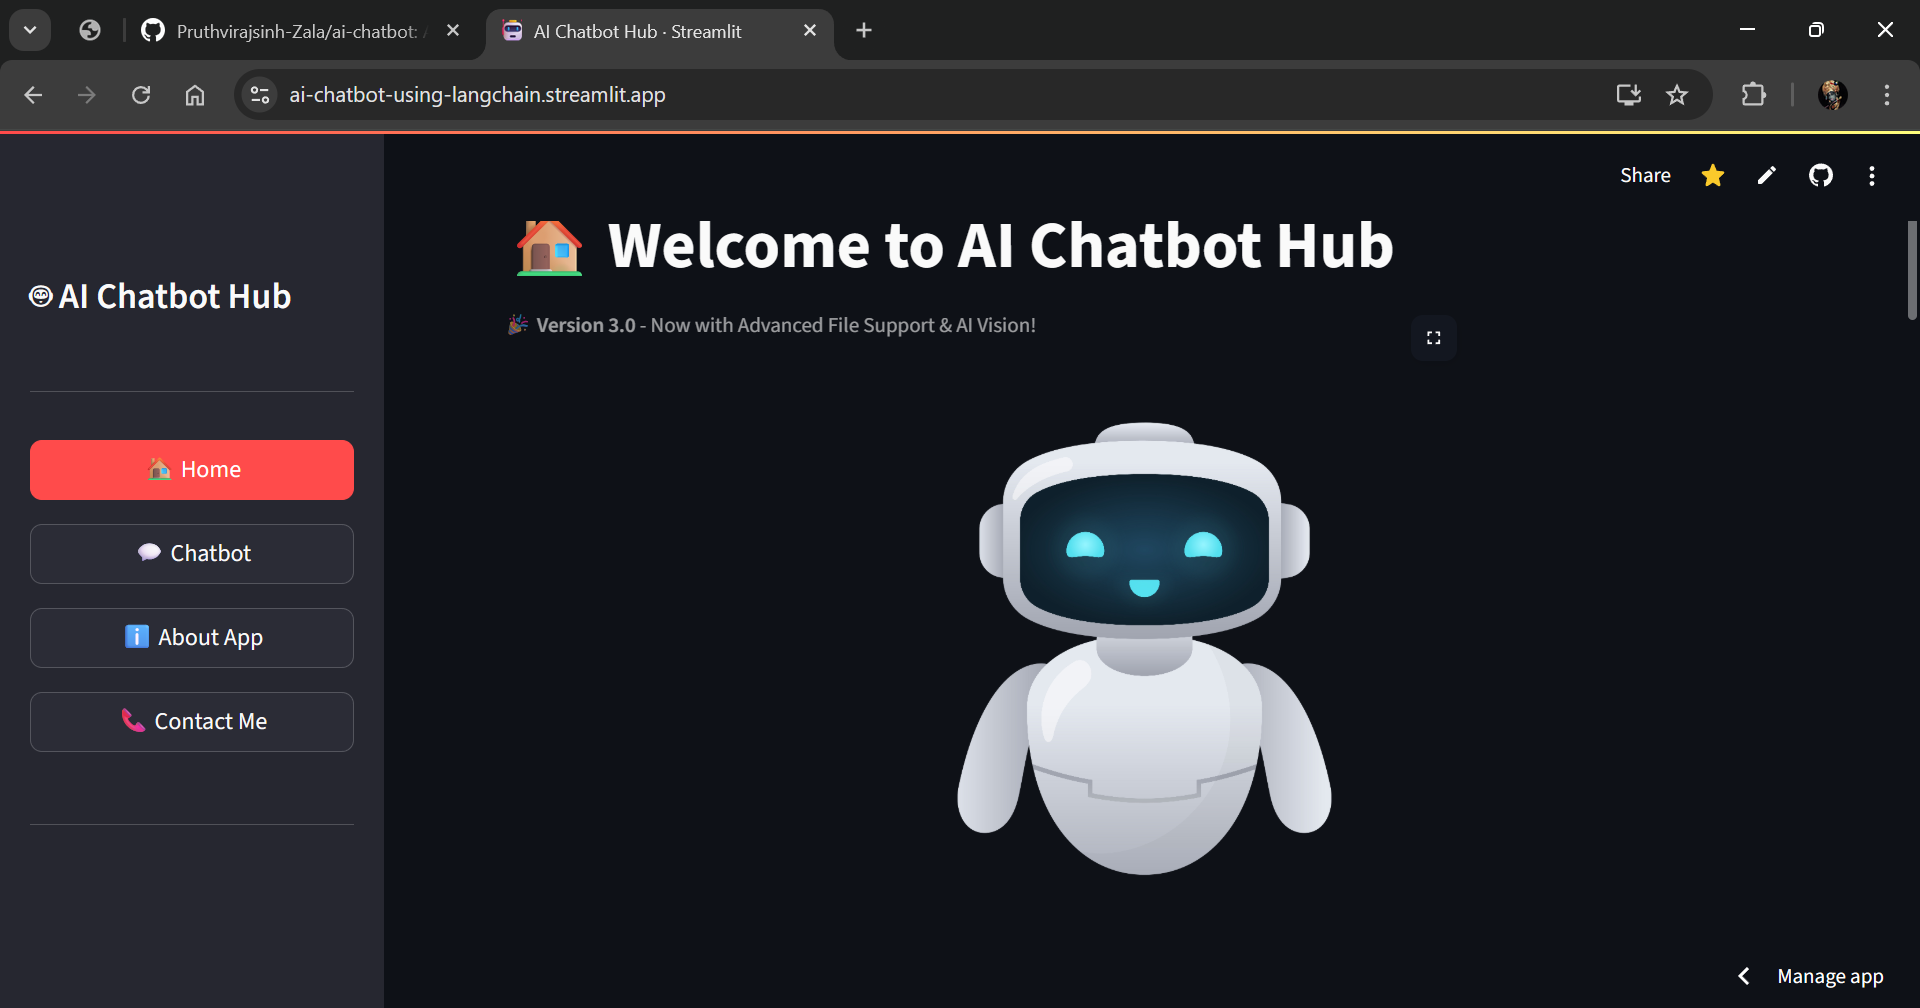 Pruthvirajsinh-Zala/ai-chatbot:
AI Chatbot Hub · Streamlit
ai-chatbot-using-langchain.streamlit.app
Share
AI Chatbot Hub
Home
Chatbot
About App
Contact Me
Welcome to AI Chatbot Hub
Version 3.0 - Now with Advanced File Support & AI Vision!
Manage app